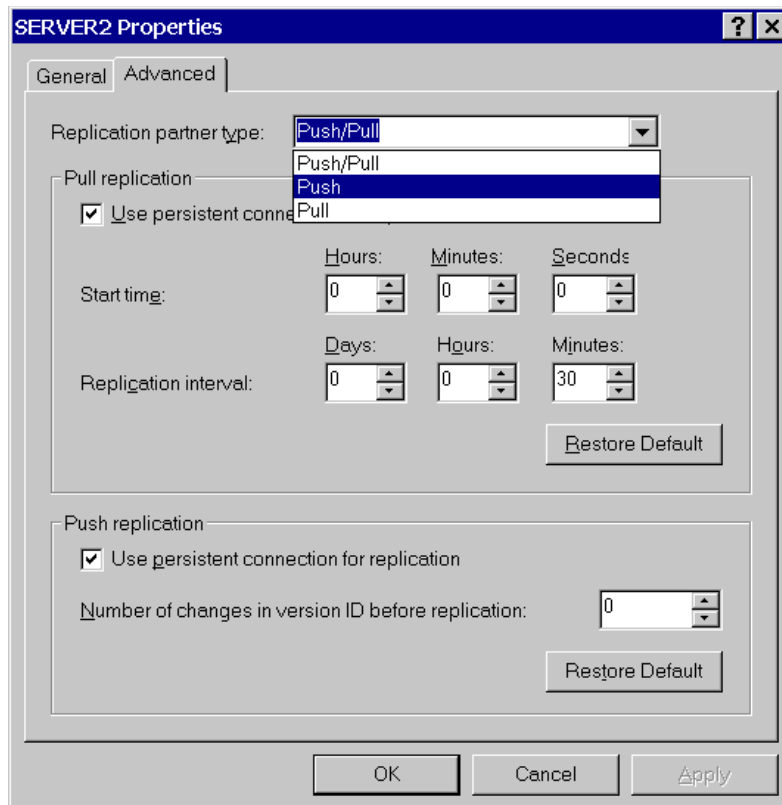 SERVER2 Properties
General Advanced
Replication partner type: Push/Pull
Push/Pull
Pull replication
Push
Use persistent conne
Pull
Hours: Minutes: Seconds
Start time: 0 0 0
Days: Hours: Minutes:
Replication interval: 0 0 30
Restore Default
Push replication
Use persistent connection for replication
Number of changes in version ID before replication: 0
Restore Default
OK Cancel Apply